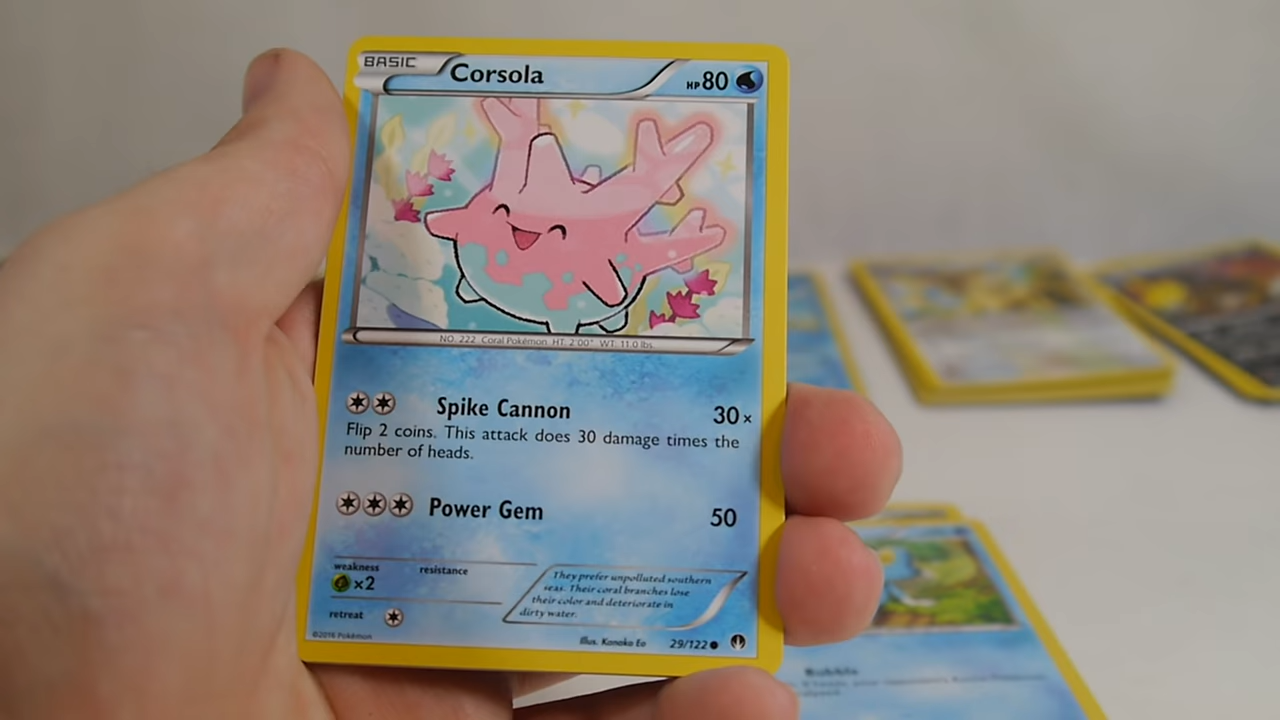 BASIC
Corsola
HP80
NO. 222 Coral Pokémon HT: 2'00" WT: 11.0 lbs.
Spike Cannon 30×
Flip 2 coins. This attack does 30 damage times the
number of heads.
Power Gem 50
weakness resistance
×2
retreat
They prefer unpolluted southern
seas. Their coral branches lose
their color and deteriorate in
dirty water.
©2016 Pokémon
Illus. Kanako Eo 29/122
Bubble